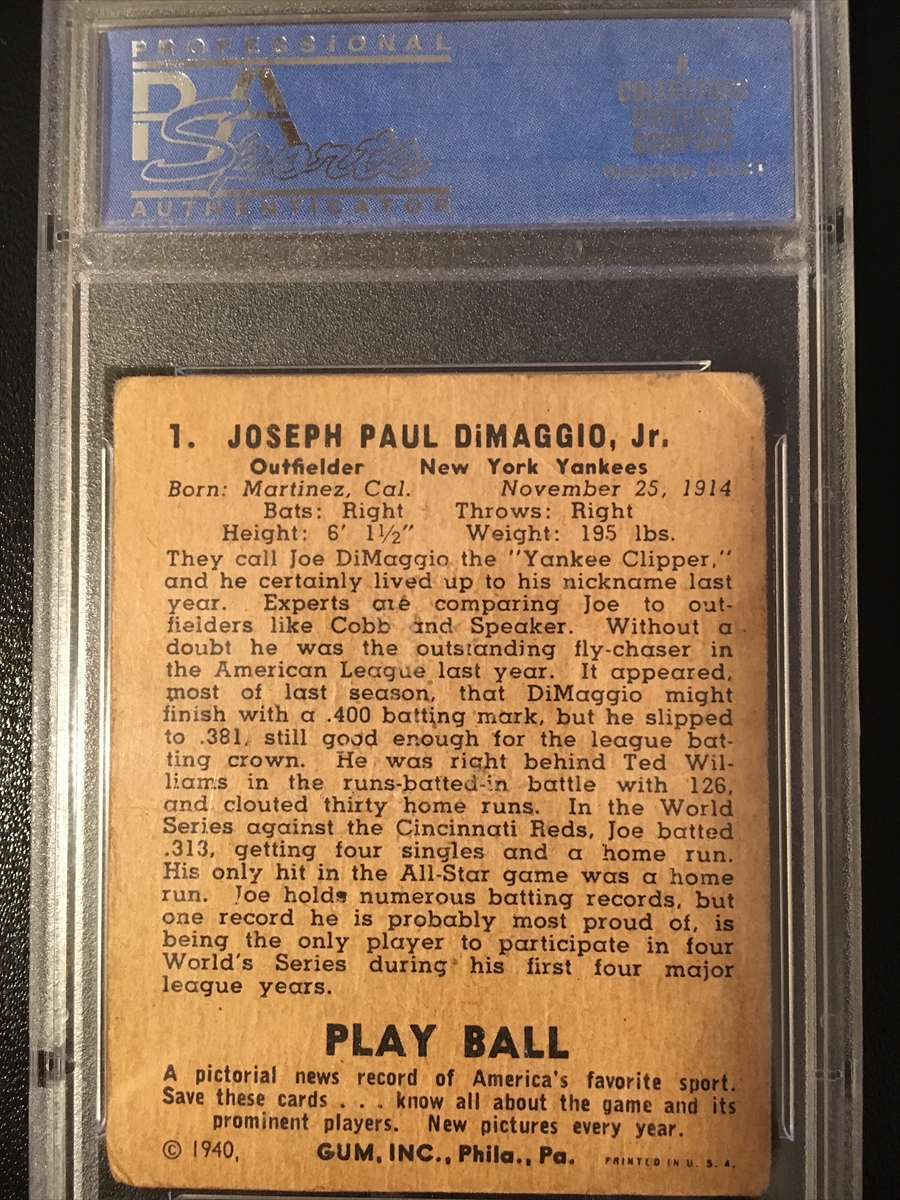 PROFESSIONAL
PSA
Sports
AUTHENTICATOR
A
COLLECTORS
UNIVERSE
COMPANY
1. JOSEPH PAUL DiMAGGIO, Jr.
Outfielder New York Yankees
Born: Martinez, Cal. November 25, 1914
Bats: Right Throws: Right
Height: 6' 1½" Weight: 195 lbs.
They call Joe DiMaggio the "Yankee Clipper,"
and he certainly lived up to his nickname last
year. Experts are comparing Joe to out-
fielders like Cobb and Speaker. Without a
doubt he was the outstanding fly-chaser in
the American League last year. It appeared,
most of last season, that DiMaggio might
finish with a .400 batting mark, but he slipped
to .381, still good enough for the league bat-
ting crown. He was right behind Ted Wil-
liams in the runs-batted-in battle with 126,
and clouted thirty home runs. In the World
Series against the Cincinnati Reds, Joe batted
.313, getting four singles and a home run.
His only hit in the All-Star game was a home
run. Joe holds numerous batting records, but
one record he is probably most proud of, is
being the only player to participate in four
World's Series during his first four major
league years.
PLAY BALL
A pictorial news record of America's favorite sport.
Save these cards . . . know all about the game and its
prominent players. New pictures every year.
© 1940, GUM, INC., Phila., Pa. PRINTED IN U. S. A.